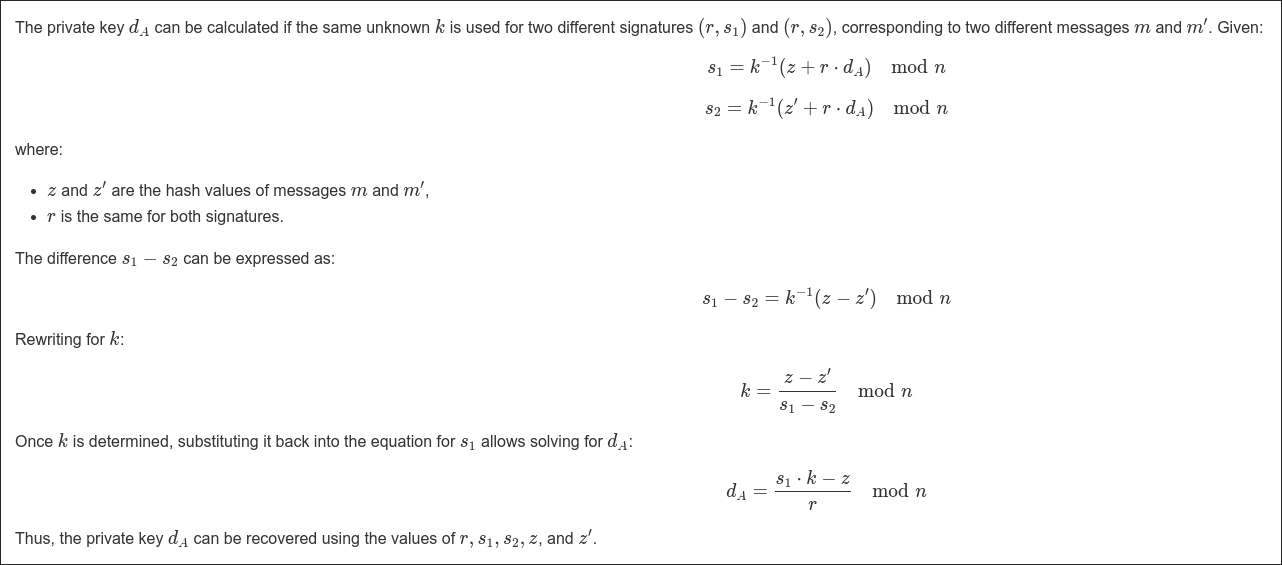 The private key d_A can be calculated if the same unknown k is used for two different signatures (r, s_1) and (r, s_2), corresponding to two different messages m and m′. Given:
s_1 = k^{-1}(z + r · d_A) mod n
s_2 = k^{-1}(z′ + r · d_A) mod n
where:
• z and z′ are the hash values of messages m and m′,
• r is the same for both signatures.
The difference s_1 − s_2 can be expressed as:
s_1 − s_2 = k^{-1}(z − z′) mod n
Rewriting for k:
k = \frac{z − z′}{s_1 − s_2} mod n
Once k is determined, substituting it back into the equation for s_1 allows solving for d_A:
d_A = \frac{s_1 · k − z}{r} mod n
Thus, the private key d_A can be recovered using the values of r, s_1, s_2, z, and z′.